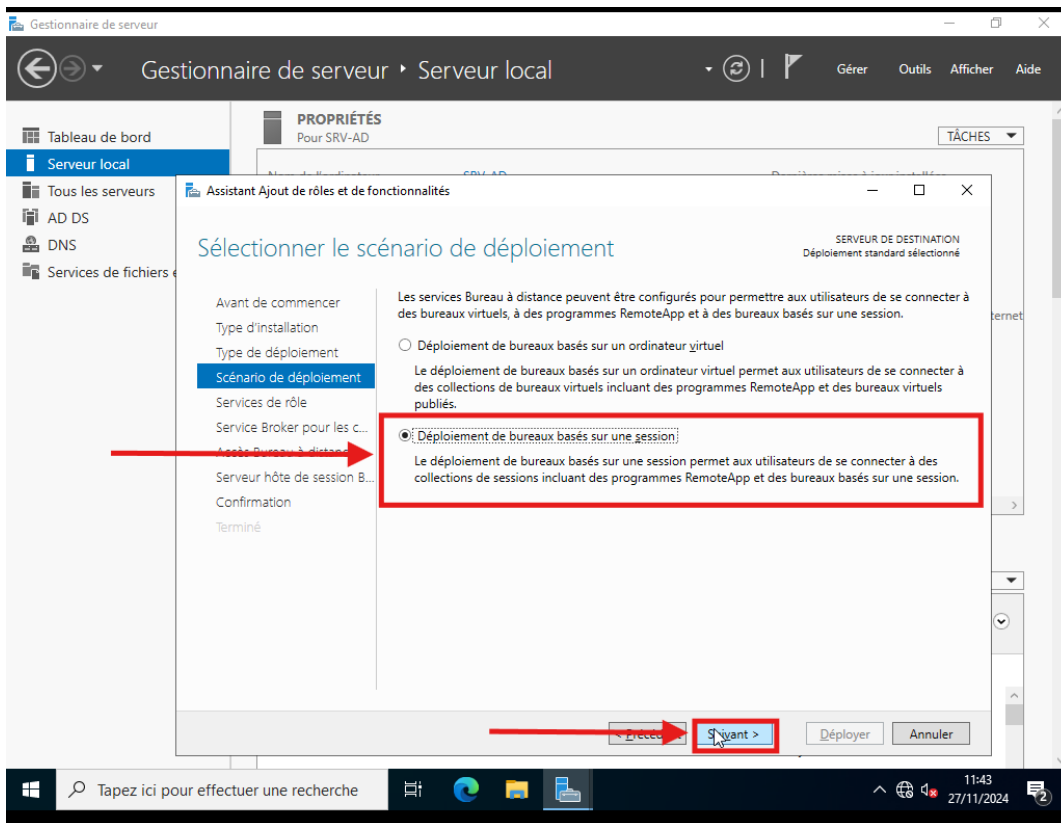 Gestionnaire de serveur
Gestionnaire de serveur ‣ Serveur local
Gérer Outils Afficher Aide
Tableau de bord
Serveur local
Tous les serveurs
AD DS
DNS
Services de fichiers e
PROPRIÉTÉS
Pour SRV-AD
TÂCHES
SRV-AD
ternet
Assistant Ajout de rôles et de fonctionnalités
Sélectionner le scénario de déploiement
SERVEUR DE DESTINATION
Déploiement standard sélectionné
Avant de commencer
Type d'installation
Type de déploiement
Scénario de déploiement
Services de rôle
Service Broker pour les c...
Accès Bureau à distance
Serveur hôte de session B...
Confirmation
Terminé
Les services Bureau à distance peuvent être configurés pour permettre aux utilisateurs de se connecter à
des bureaux virtuels, à des programmes RemoteApp et à des bureaux basés sur une session.
Déploiement de bureaux basés sur un ordinateur virtuel
Le déploiement de bureaux basés sur un ordinateur virtuel permet aux utilisateurs de se connecter à
des collections de bureaux virtuels incluant des programmes RemoteApp et des bureaux virtuels
publiés.
Déploiement de bureaux basés sur une session
Le déploiement de bureaux basés sur une session permet aux utilisateurs de se connecter à des
collections de sessions incluant des programmes RemoteApp et des bureaux basés sur une session.
Suivant >
Déployer
Annuler
Tapez ici pour effectuer une recherche
11:43
27/11/2024
2